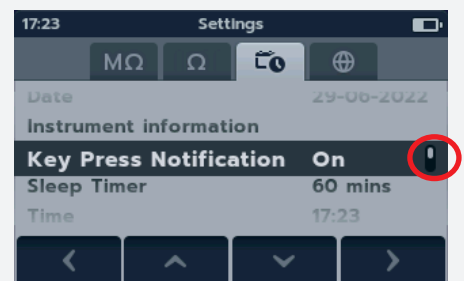 17:23 Settings
MΩ Ω
Date 29-06-2022
Instrument information
Key Press Notification On
Sleep Timer 60 mins
Time 17:23